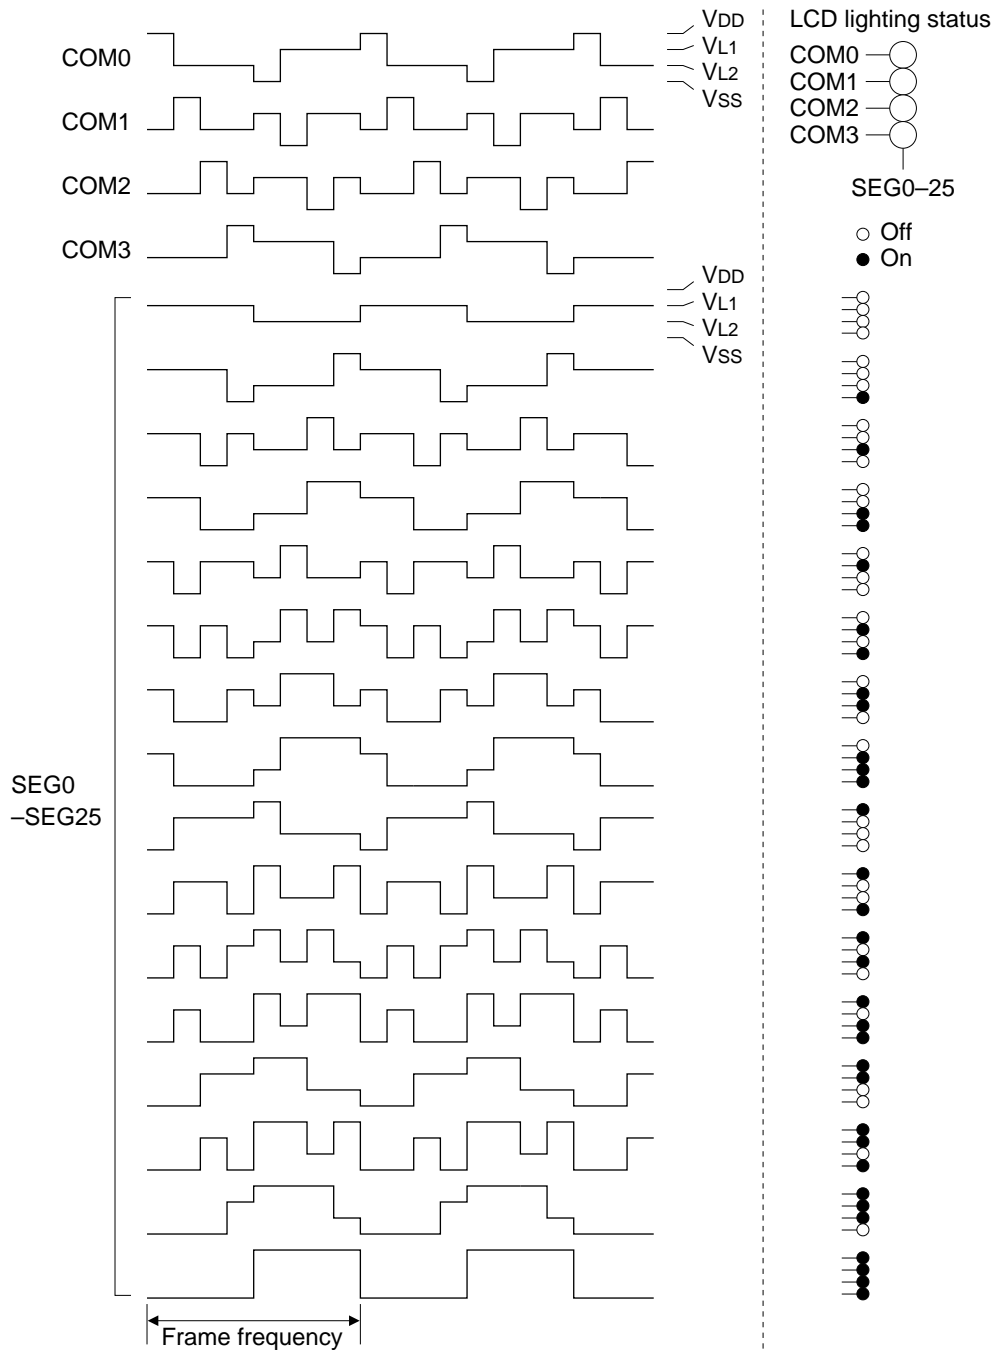 COM0
COM1
COM2
COM3
VDD
VL1
VL2
VSS
VDD
VL1
VL2
VSS
SEG0
–SEG25
Frame frequency
LCD lighting status
COM0
COM1
COM2
COM3
SEG0–25
Off
On